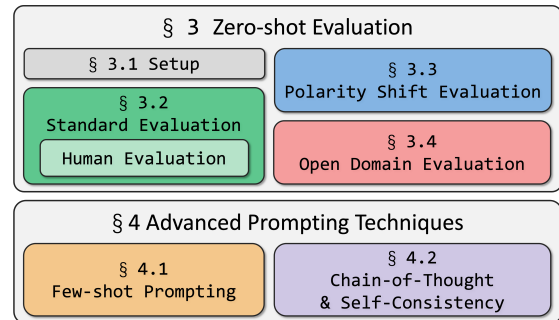 § 3 Zero-shot Evaluation
§ 3.1 Setup
§ 3.2
Standard Evaluation
Human Evaluation
§ 3.3
Polarity Shift Evaluation
§ 3.4
Open Domain Evaluation
§ 4 Advanced Prompting Techniques
§ 4.1
Few-shot Prompting
§ 4.2
Chain-of-Thought
& Self-Consistency